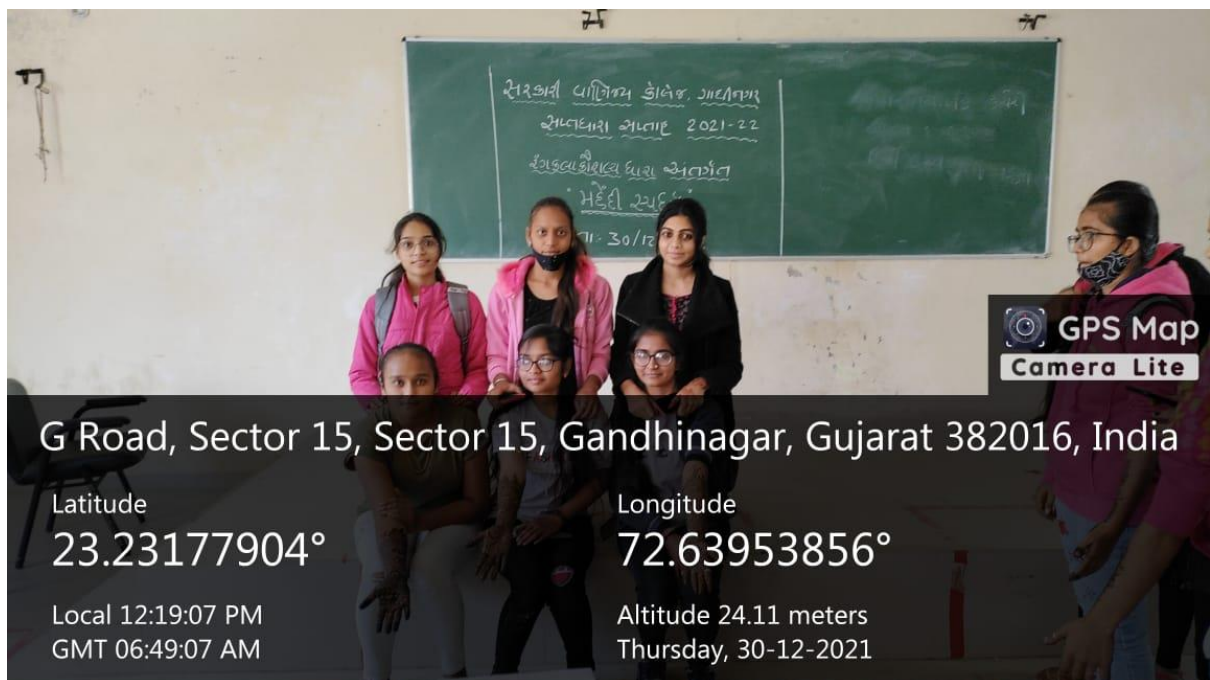 સરકારી વાણિજ્ય કોલેજ, ગાંધીનગર
સપ્તધારા સપ્તાહ 2021-22
રંગકલાકૌશલ્ય ધારા અંતર્ગત
'મહેંદી સ્પર્ધા'
તા: 30/12
GPS Map
Camera Lite
G Road, Sector 15, Sector 15, Gandhinagar, Gujarat 382016, India
Latitude
23.23177904°
Longitude
72.63953856°
Local 12:19:07 PM
GMT 06:49:07 AM
Altitude 24.11 meters
Thursday, 30-12-2021